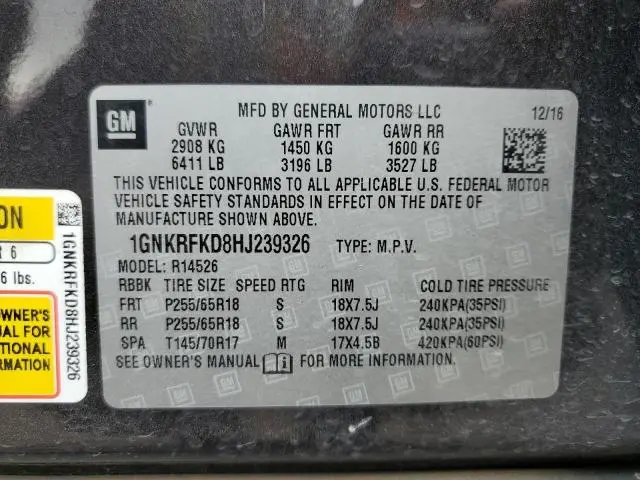 GM
MFD BY GENERAL MOTORS LLC 12/16
GVWR GAWR FRT GAWR RR
2908 KG 1450 KG 1600 KG
6411 LB 3196 LB 3527 LB
THIS VEHICLE CONFORMS TO ALL APPLICABLE U.S. FEDERAL MOTOR
VEHICLE SAFETY STANDARDS IN EFFECT ON THE DATE OF
MANUFACTURE SHOWN ABOVE.
1GNKRFKD8HJ239326 TYPE: M.P.V.
MODEL: R14526
RBBK TIRE SIZE SPEED RTG RIM COLD TIRE PRESSURE
FRT P255/65R18 S 18X7.5J 240KPA(35PSI)
RR P255/65R18 S 18X7.5J 240KPA(35PSI)
SPA T145/70R17 M 17X4.5B 420KPA(60PSI)
SEE OWNER'S MANUAL FOR MORE INFORMATION.
ION
R 6
6 lbs.
OWNER'S
UAL FOR
TIONAL
RMATION
1GNKRFKD8HJ239326